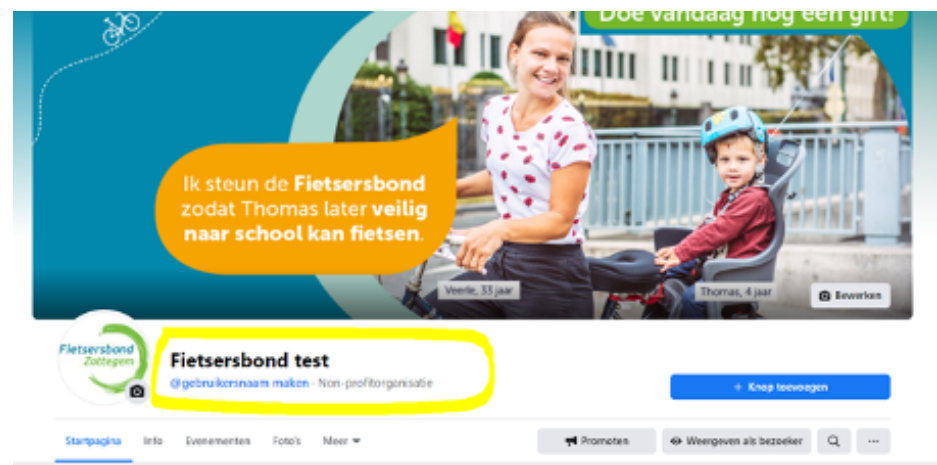 Doe vandaag nog een gift!
Ik steun de Fietsersbond
zodat Thomas later veilig
naar school kan fietsen.
Veerle, 33 jaar
Thomas, 4 jaar
Bewerken
Fietsersbond
Zottegem
Fietsersbond test
@gebruikersnaam maken · Non-profitorganisatie
+ Knop toevoegen
Startpagina Info Evenementen Foto's Meer
Promoten Weergeven als bezoeker ...